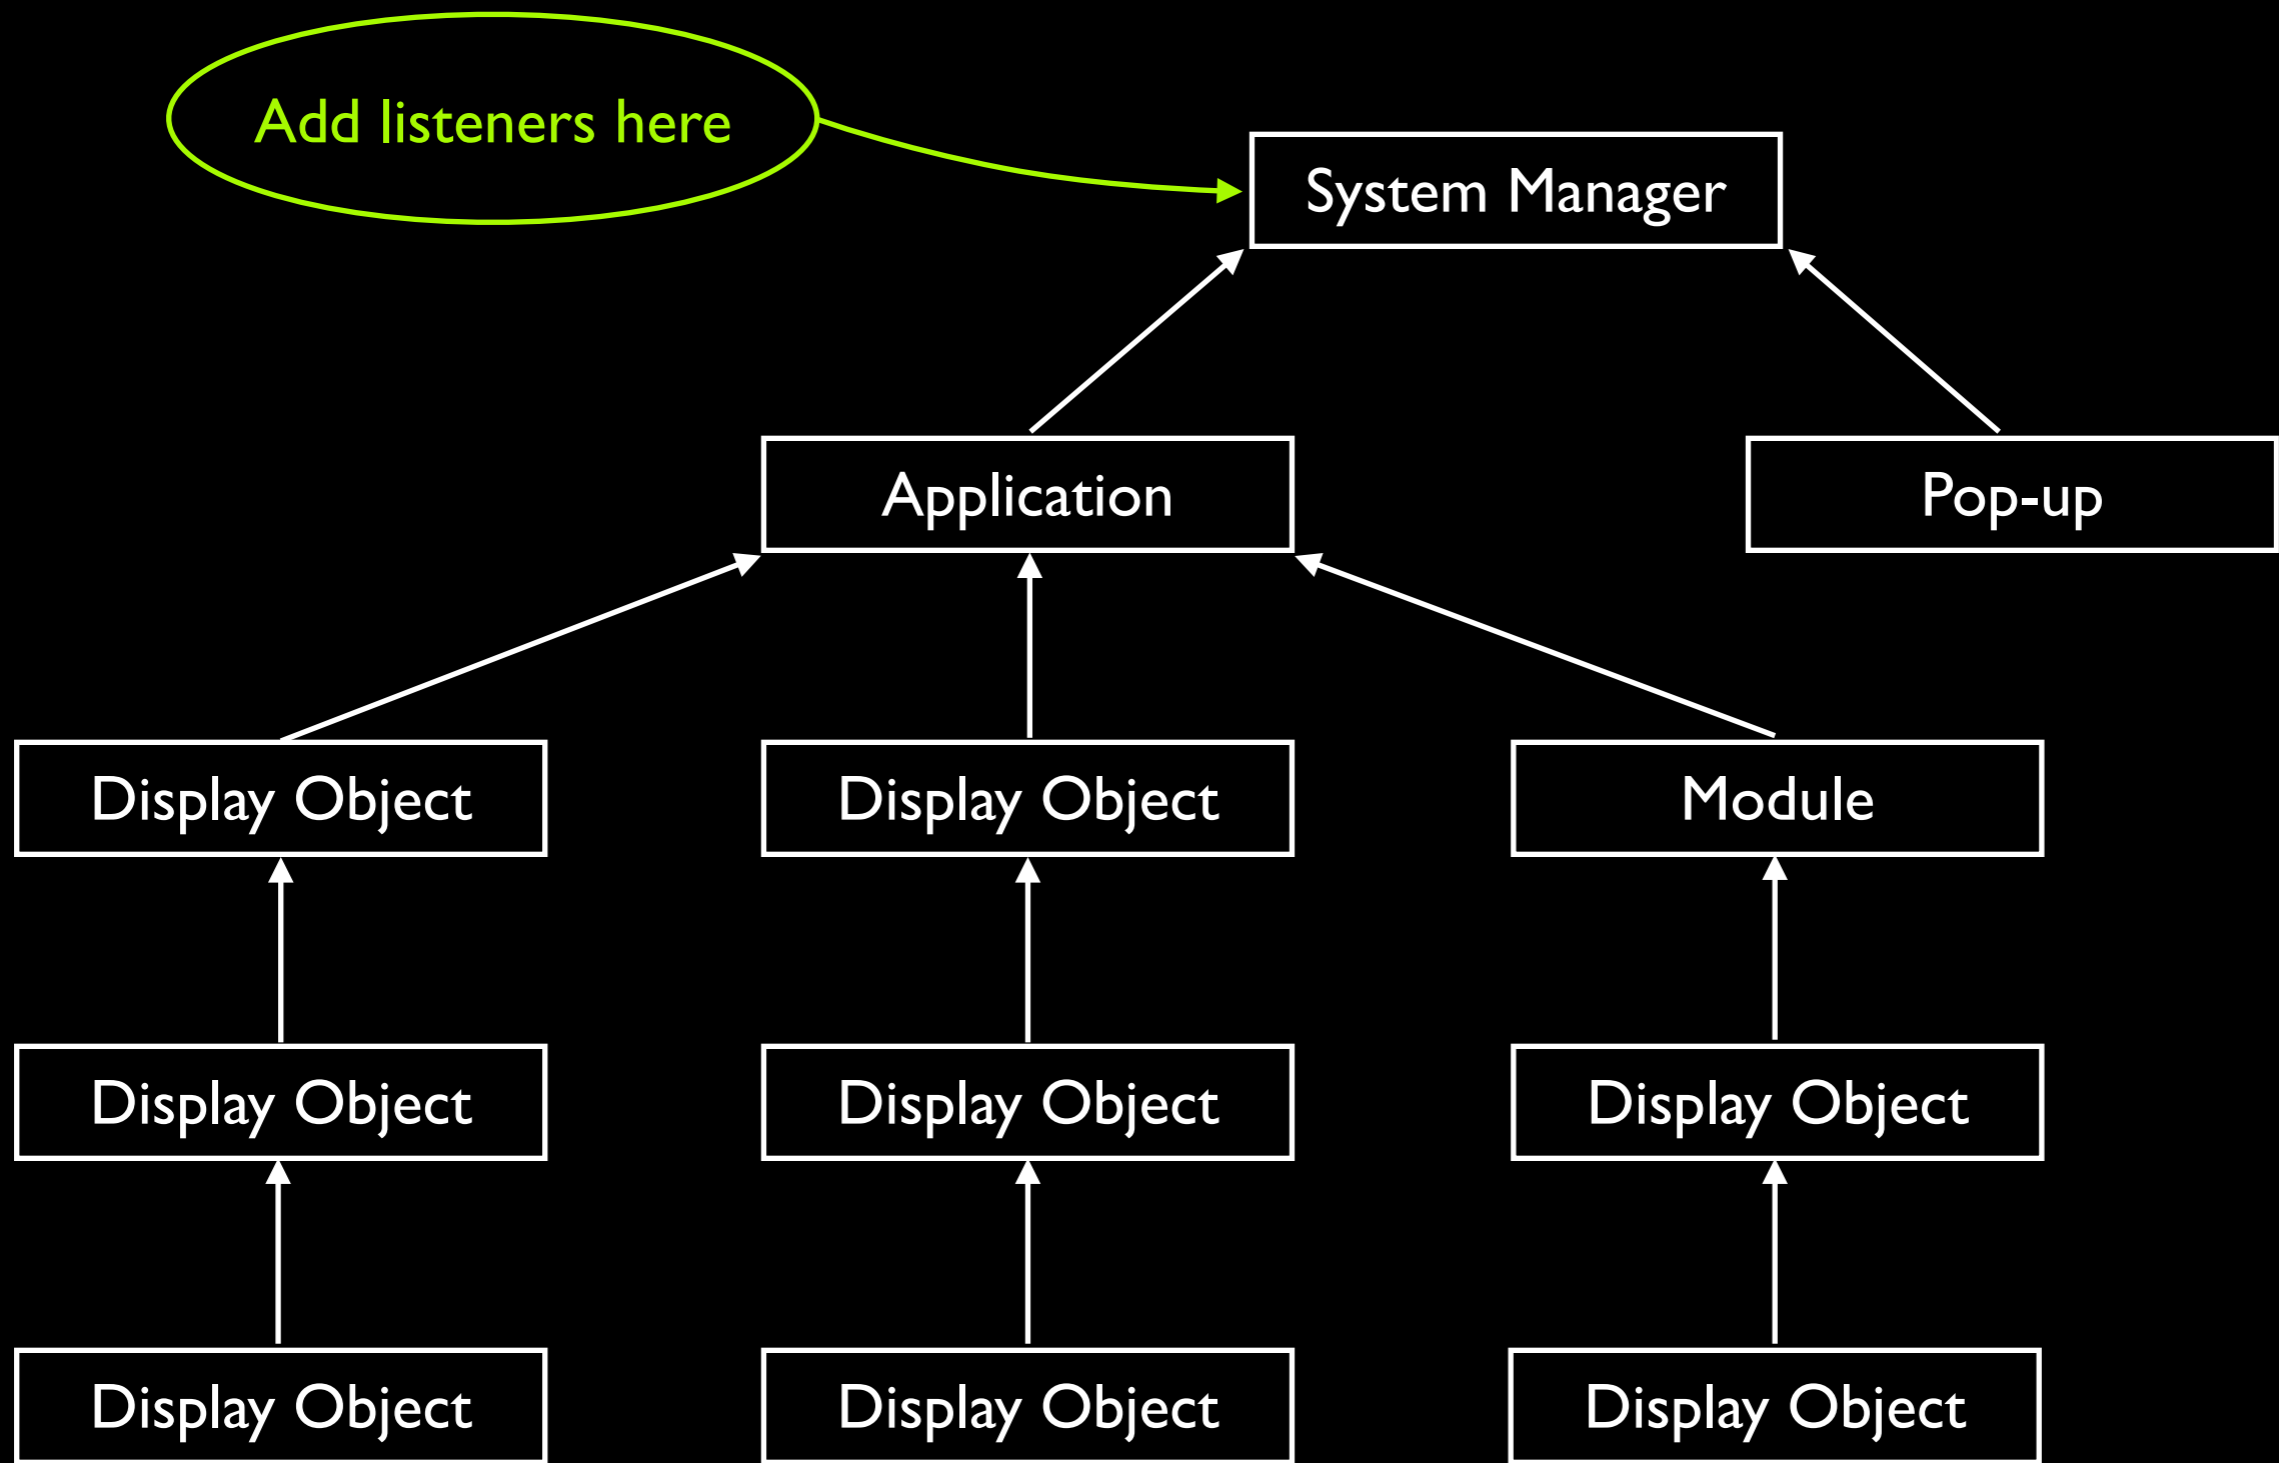 Add listeners here
System Manager
Application
Pop-up
Display Object
Display Object
Module
Display Object
Display Object
Display Object
Display Object
Display Object
Display Object